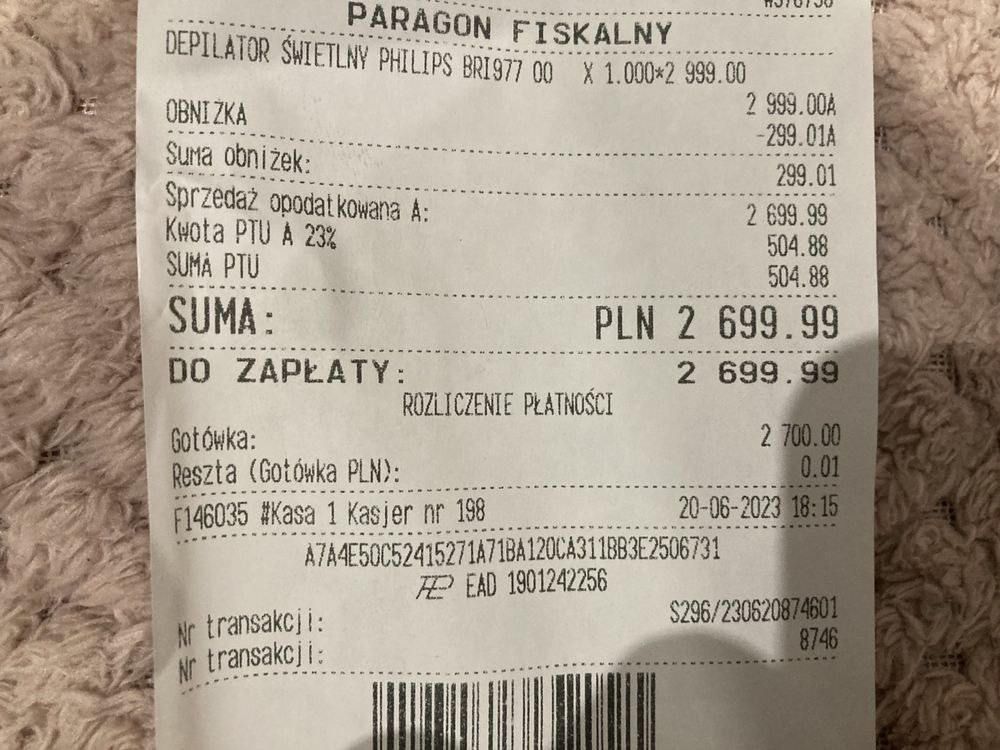 PARAGON FISKALNY
DEPILATOR ŚWIETLNY PHILIPS BRI977 00 X 1.000*2 999.00
2 999.00A
OBNIŻKA -299.01A
Suma obniżek: 299.01
Sprzedaż opodatkowana A: 2 699.99
Kwota PTU A 23% 504.88
SUMA PTU 504.88
SUMA: PLN 2 699.99
DO ZAPŁATY: 2 699.99
ROZLICZENIE PŁATNOŚCI
Gotówka: 2 700.00
Reszta (Gotówka PLN): 0.01
F146035 #Kasa 1 Kasjer nr 198 20-06-2023 18:15
A7A4E50C52415271A71BA120CA311BB3E2506731
EAD 1901242256
Nr transakcji: S296/230620874601
Nr transakcji: 8746